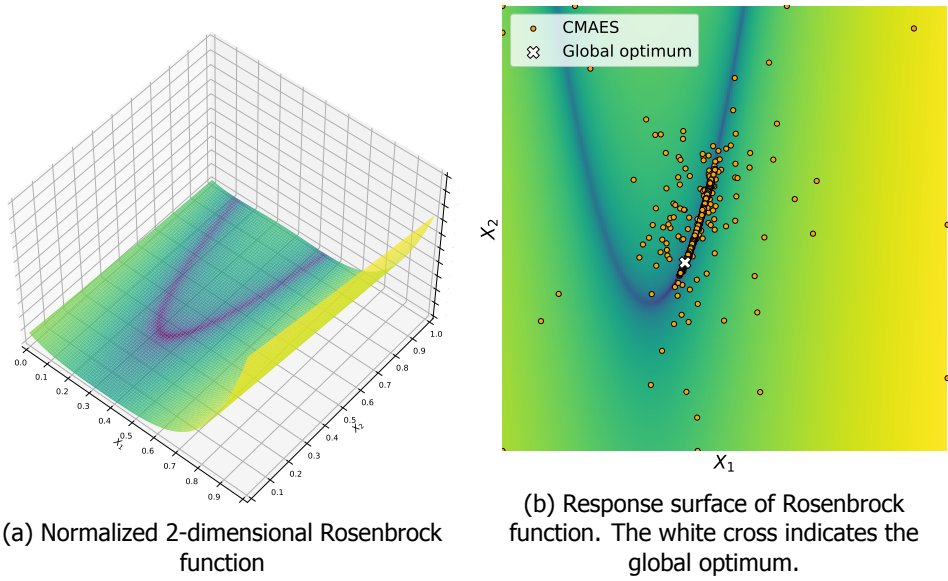 CMAES
Global optimum
X₂
X₁
1.0
0.9
0.8
0.7
0.6
0.5
0.4
0.3
0.2
0.1
X₂
0.0
0.1
0.2
0.3
0.4
0.5
0.6
0.7
0.8
0.9
X₁
(a) Normalized 2-dimensional Rosenbrock
function
(b) Response surface of Rosenbrock
function. The white cross indicates the
global optimum.